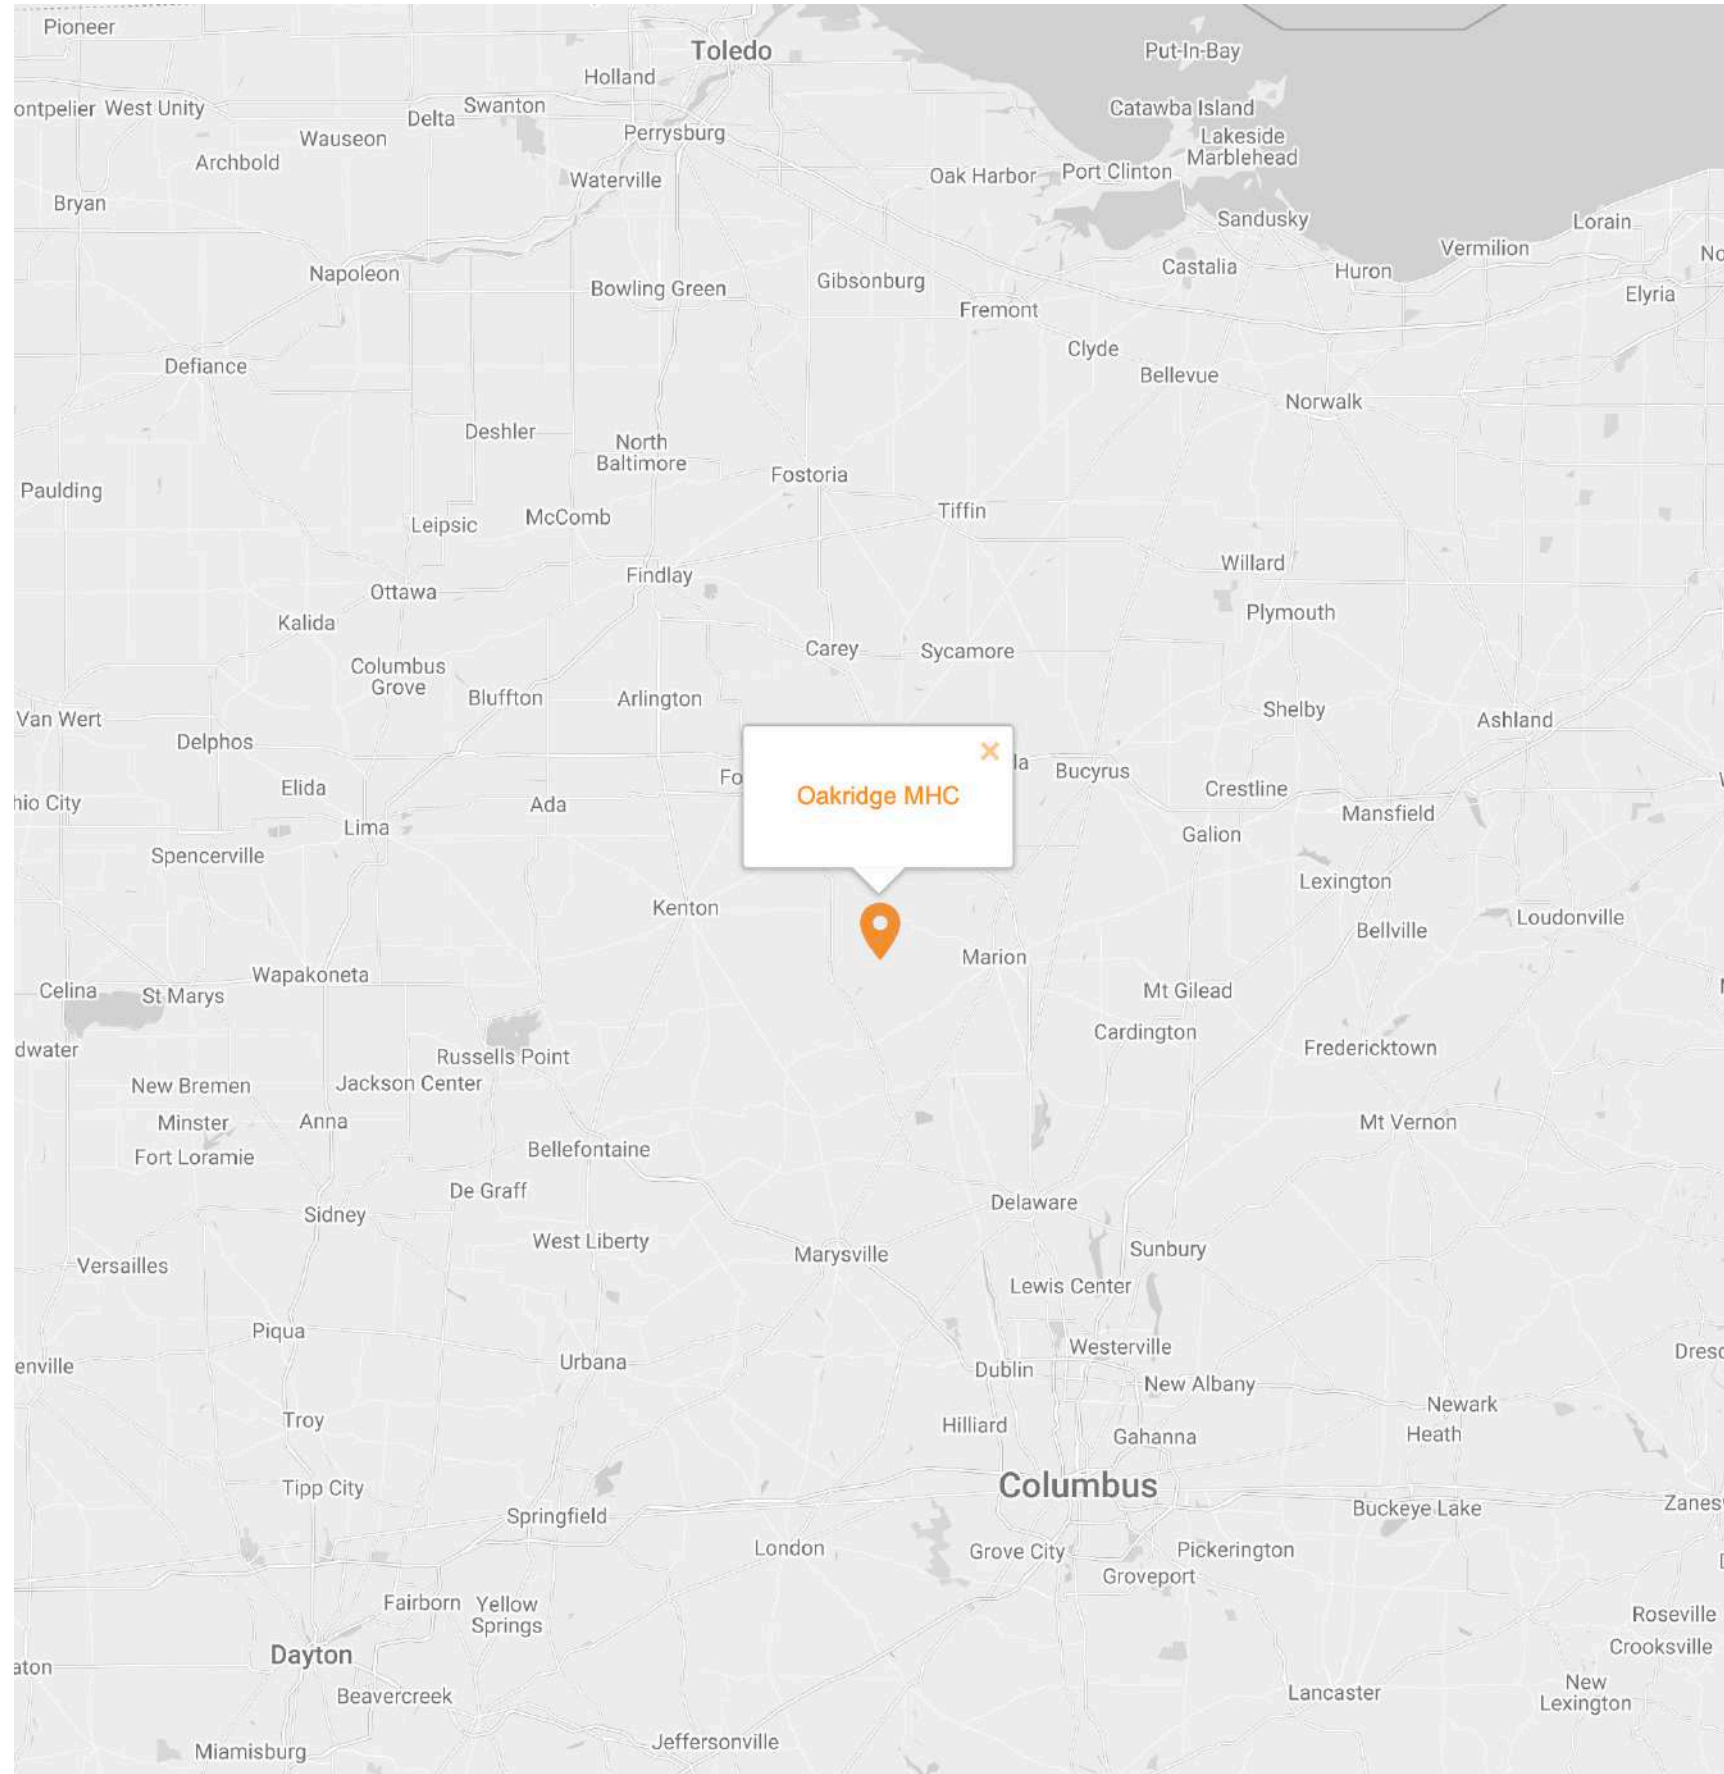 Pioneer
Toledo
Put-In-Bay
Holland
ontpelier
West Unity
Swanton
Delta
Catawba Island
Wauseon
Perrysburg
Lakeside
Marblehead
Archbold
Waterville
Oak Harbor
Port Clinton
Bryan
Sandusky
Lorain
Vermilion
No
Napoleon
Castalia
Huron
Bowling Green
Gibsonburg
Elyria
Fremont
Clyde
Defiance
Bellevue
Norwalk
Deshler
North
Baltimore
Fostoria
Paulding
Tiffin
Leipsic
McComb
Willard
Findlay
Ottawa
Plymouth
Kalida
Carey
Sycamore
Columbus
Grove
Bluffton
Arlington
Shelby
Van Wert
Ashland
Delphos
Fo
la
Bucyrus
Elida
Crestline
Oakridge MHC
hio City
Ada
Mansfield
Lima
Galion
Spencerville
Lexington
Kenton
Loudonville
Bellville
Marion
Wapakoneta
Celina
St Marys
Mt Gilead
Cardington
dwater
Russells Point
Fredericktown
New Bremen
Jackson Center
Minster
Anna
Mt Vernon
Fort Loramie
Bellefontaine
De Graff
Delaware
Sidney
West Liberty
Marysville
Sunbury
Versailles
Lewis Center
Piqua
Westerville
enville
Urbana
Dublin
Dresd
New Albany
Newark
Troy
Hilliard
Gahanna
Heath
Tipp City
Columbus
Springfield
Buckeye Lake
Zanes
London
Grove City
Pickerington
Groveport
Fairborn
Yellow
Springs
Roseville
Dayton
Crooksville
aton
Beavercreek
Lancaster
New
Lexington
Jeffersonville
Miamisburg